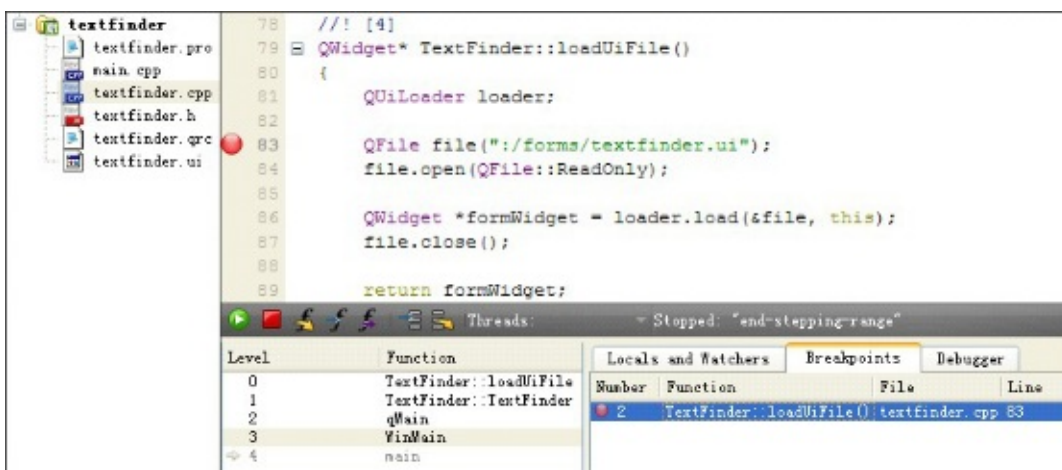 textfinder
textfinder.pro
main.cpp
textfinder.cpp
textfinder.h
textfinder.qrc
textfinder.ui
78 //! [4]
79 QWidget* TextFinder::loadUiFile()
80 {
81 QUiLoader loader;
82
83 QFile file(":/forms/textfinder.ui");
84 file.open(QFile::ReadOnly);
85
86 QWidget *formWidget = loader.load(&file, this);
87 file.close();
88
89 return formWidget;
Threads: Stopped: "end-stepping-range"
Level Function
0 TextFinder::loadUiFile
1 TextFinder::TextFinder
2 qMain
3 WinMain
4 main
Locals and Watchers Breakpoints Debugger
Number Function File Line
2 TextFinder::loadUiFile() textfinder.cpp 83